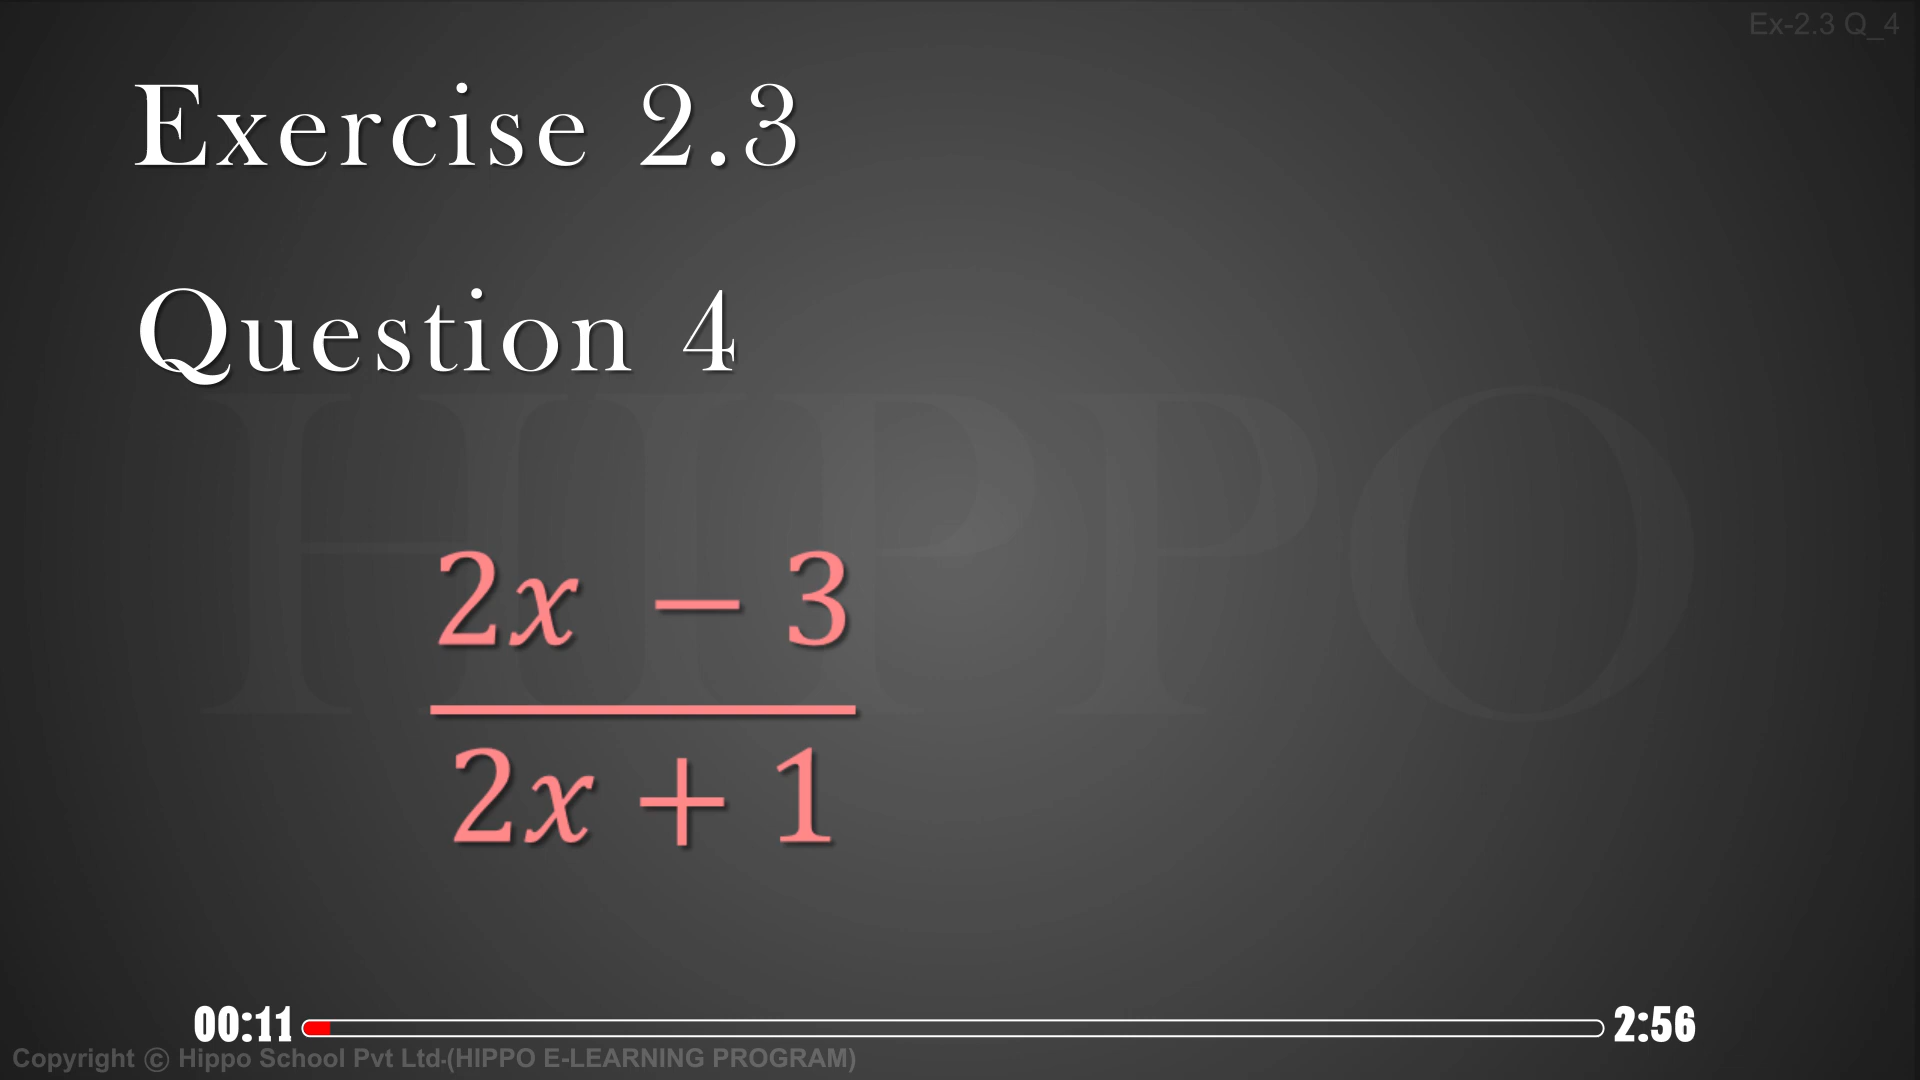 Ex-2.3 Q_4
Exercise 2.3
Question 4
HIPPO
2x - 3
2x + 1
00:11 2:56
Copyright © Hippo School Pvt Ltd-(HIPPO E-LEARNING PROGRAM)